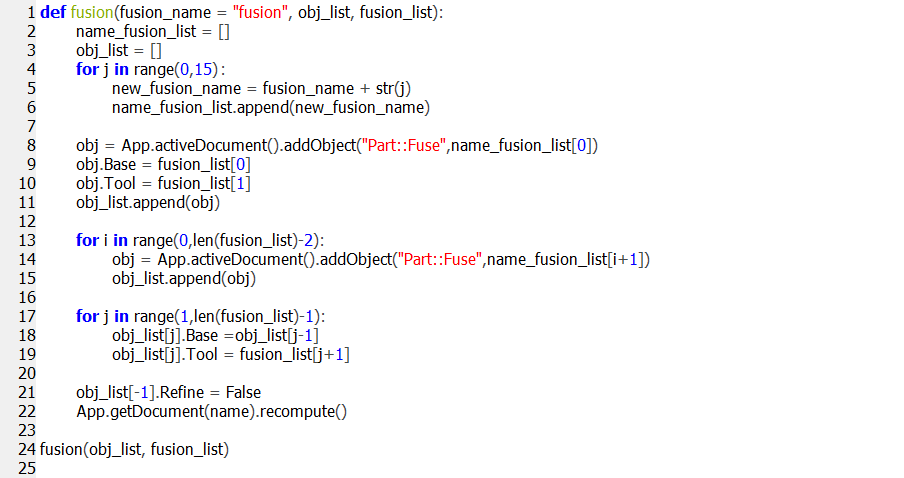 1 def fusion(fusion_name = "fusion", obj_list, fusion_list):
2 name_fusion_list = []
3 obj_list = []
4 for j in range(0,15):
5 new_fusion_name = fusion_name + str(j)
6 name_fusion_list.append(new_fusion_name)
7
8 obj = App.activeDocument().addObject("Part::Fuse",name_fusion_list[0])
9 obj.Base = fusion_list[0]
10 obj.Tool = fusion_list[1]
11 obj_list.append(obj)
12
13 for i in range(0,len(fusion_list)-2):
14 obj = App.activeDocument().addObject("Part::Fuse",name_fusion_list[i+1])
15 obj_list.append(obj)
16
17 for j in range(1,len(fusion_list)-1):
18 obj_list[j].Base =obj_list[j-1]
19 obj_list[j].Tool = fusion_list[j+1]
20
21 obj_list[-1].Refine = False
22 App.getDocument(name).recompute()
23
24 fusion(obj_list, fusion_list)
25